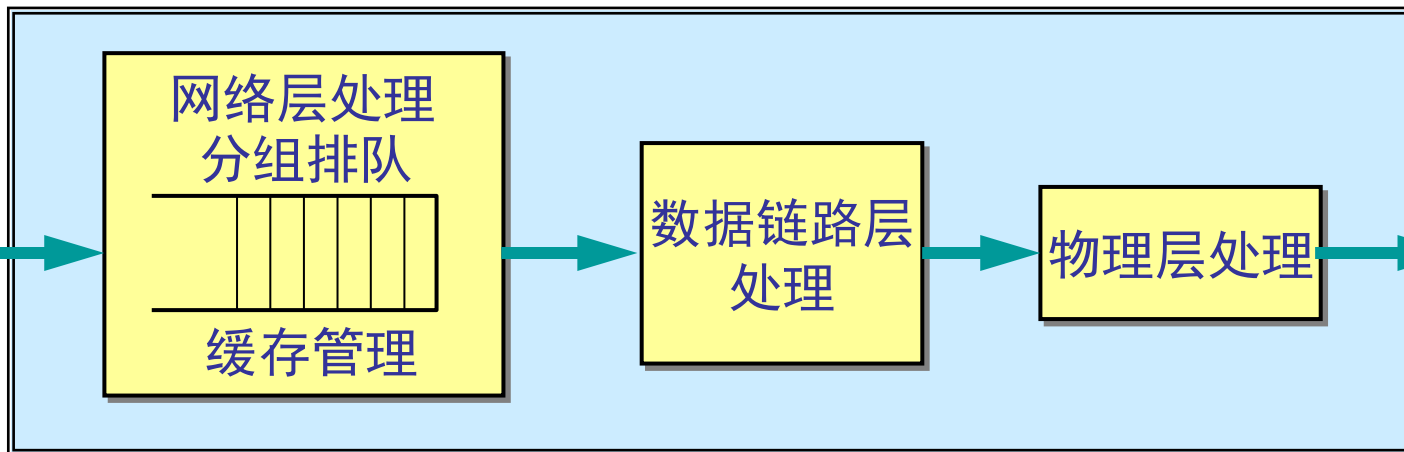 网络层处理
分组排队
缓存管理
数据链路层
处理
物理层处理